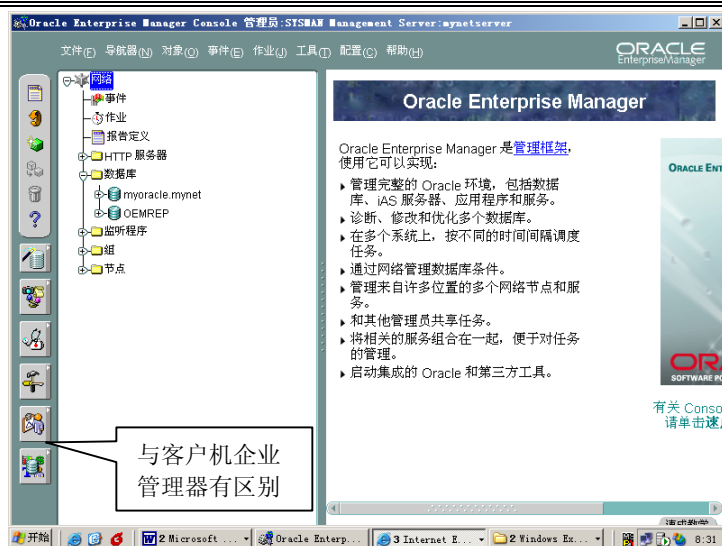 Oracle Enterprise Manager Console 管理员:SYSMAN Management Server:mynetserver
文件(F) 导航器(N) 对象(O) 事件(E) 作业(J) 工具(T) 配置(C) 帮助(H)
ORACLE
EnterpriseManager
网络
事件
作业
报告定义
HTTP 服务器
数据库
myoracle.mynet
OEMREP
监听程序
组
节点
Oracle Enterprise Manager
Oracle Enterprise Manager 是管理框架,
使用它可以实现:
管理完整的 Oracle 环境，包括数据
库、iAS 服务器、应用程序和服务。
诊断、修改和优化多个数据库。
在多个系统上，按不同的时间间隔调度
任务。
通过网络管理数据库条件。
管理来自许多位置的多个网络节点和服
务。
和其他管理员共享任务。
将相关的服务组合在一起，便于对任务
的管理。
启动集成的 Oracle 和第三方工具。
ORACLE ENT
ORA
SOFTWARE PO
有关 Conso
请单击速
与客户机企业
管理器有区别
速成教学
开始 2 Microsoft ... Oracle Enterp... 3 Internet E... 2 Windows Ex... 8:31